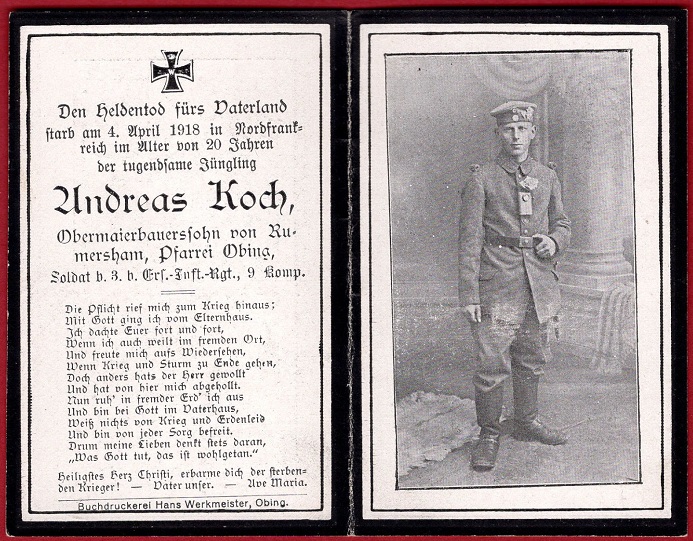 Den Heldentod fürs Vaterland
starb am 4. April 1918 in Nordfrank-
reich im Alter von 20 Jahren
der tugendsame Jüngling
Andreas Koch,
Obermaierbauerssohn von Ru-
mersham, Pfarrei Obing,
Soldat b. 3. b. Ers.-Inft.-Rgt., 9 Komp.
Die Pflicht rief mich zum Krieg hinaus;
Mit Gott ging ich vom Elternhaus.
Ich dachte Euer fort und fort,
Wenn ich auch weilt im fremden Ort,
Und freute mich aufs Wiedersehen,
Wenn Krieg und Sturm zu Ende gehen,
Doch anders hats der Herr gewollt
Und hat von hier mich abgehollt.
Nun ruh' in fremder Erd' ich aus
Und bin bei Gott im Vaterhaus,
Weiß nichts von Krieg und Erdenleid
Und bin von jeder Sorg befreit.
Drum meine Lieben denkt stets daran,
„Was Gott tut, das ist wohlgetan."
Heiligstes Herz Christi, erbarme dich der sterben-
den Krieger! — Vater unser. — Ave Maria.
Buchdruckerei Hans Werkmeister, Obing.